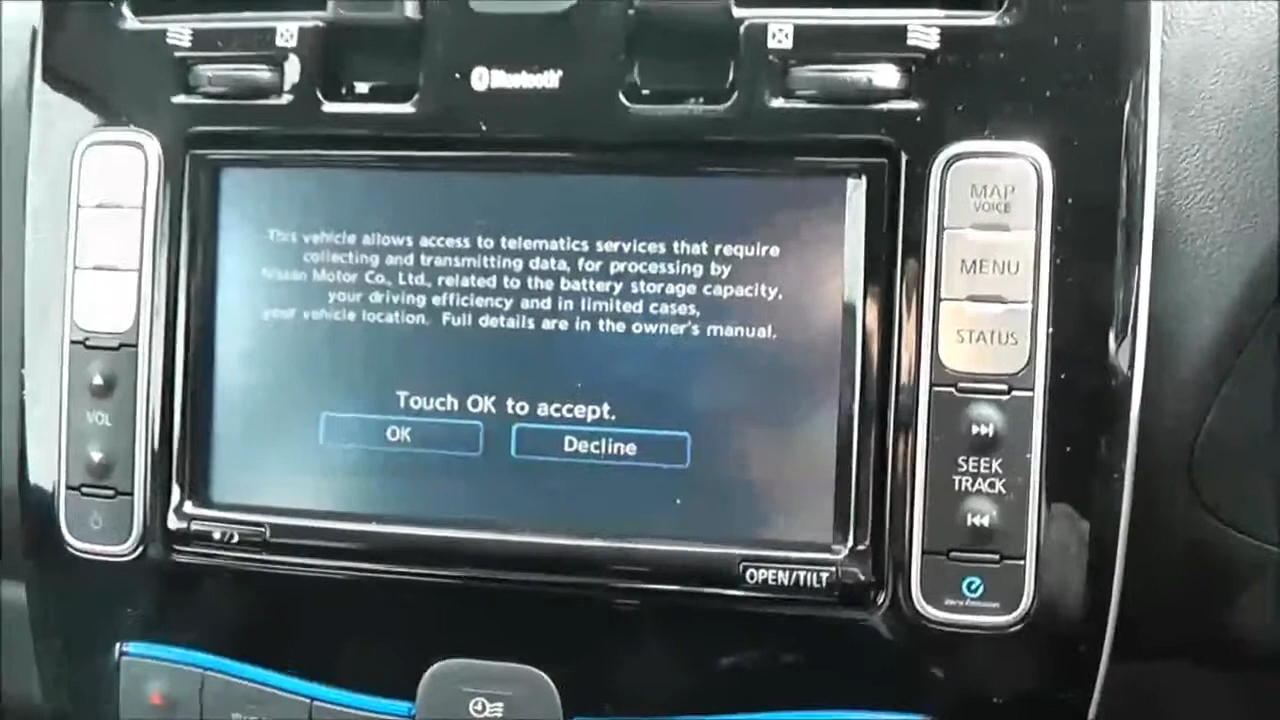 Bluetooth
MAP
VOICE
MENU
STATUS
This vehicle allows access to telematics services that require
collecting and transmitting data, for processing by
Nissan Motor Co., Ltd., related to the battery storage capacity,
your driving efficiency and in limited cases,
your vehicle location. Full details are in the owner's manual.
Touch OK to accept.
OK
Decline
VOL
SEEK
TRACK
OPEN/TILT
Zero Emission